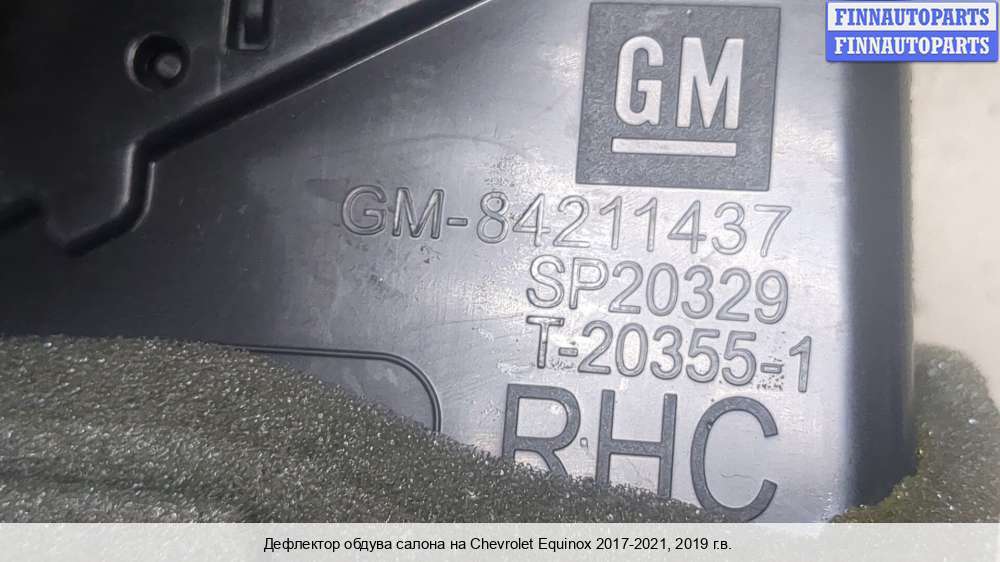 FINNAUTOPARTS
FINNAUTOPARTS
GM
GM-84211437
SP20329
T-20355-1
RHC
Дефлектор обдува салона на Chevrolet Equinox 2017-2021, 2019 г.в.